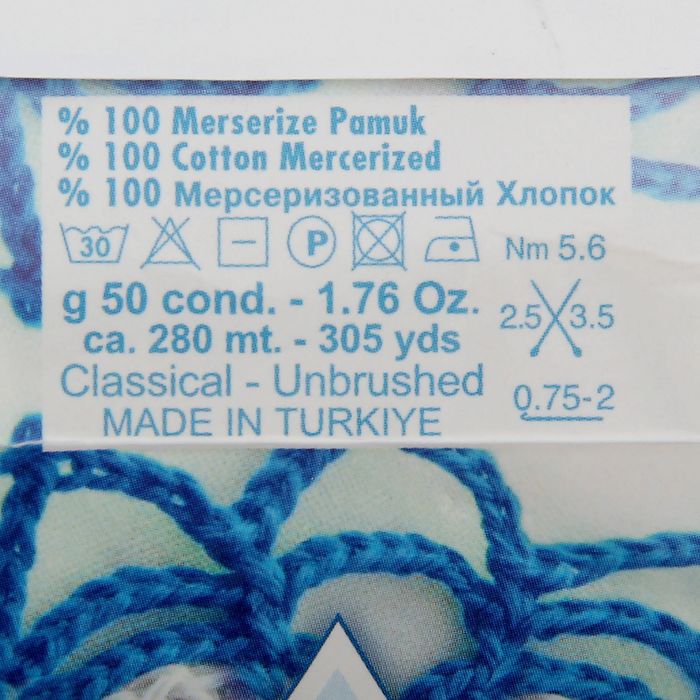 % 100 Merserize Pamuk
% 100 Cotton Mercerized
% 100 Мерсеризованный Хлопок
30 P Nm 5.6
g 50 cond. - 1.76 Oz.
2.5 3.5
ca. 280 mt. - 305 yds
Classical - Unbrushed
0.75-2
MADE IN TURKIYE